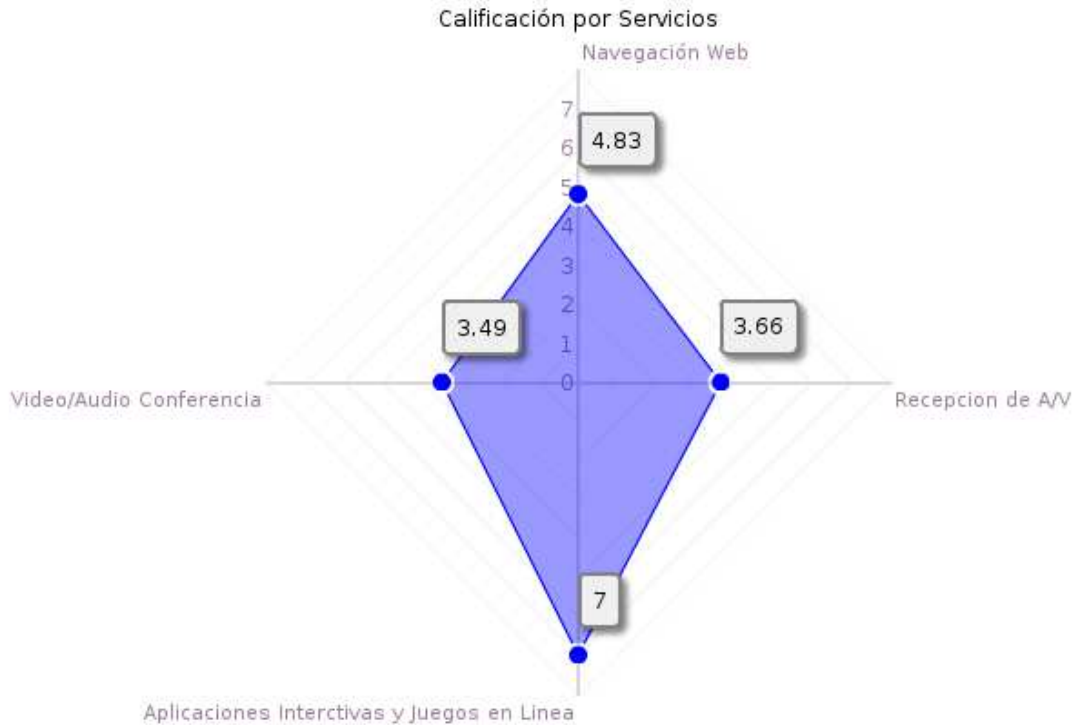 Calificación por Servicios
Navegación Web
7
4.83
6
5
4
3
3.49
3.66
2
1
0
Video/Audio Conferencia
Recepcion de A/V
7
Aplicaciones Interctivas y Juegos en Linea